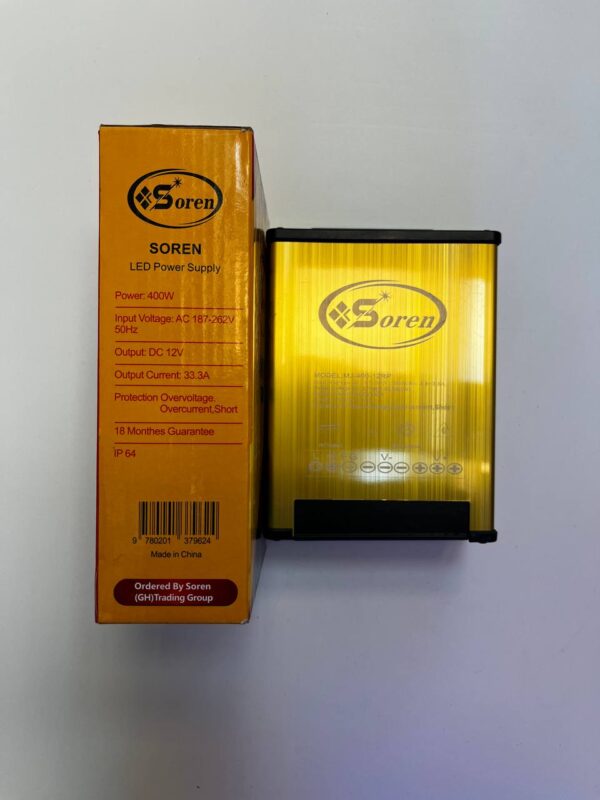 Soren
SOREN
LED Power Supply
Power: 400W
Input Voltage: AC 187-262V
50Hz
Output: DC 12V
Output Current: 33.3A
Protection Overvoltage.
Overcurrent,Short
18 Monthes Guarantee
IP 64
9 780201 379624
Made in China
Ordered By Soren
(GH)Trading Group
Soren
V-
V+